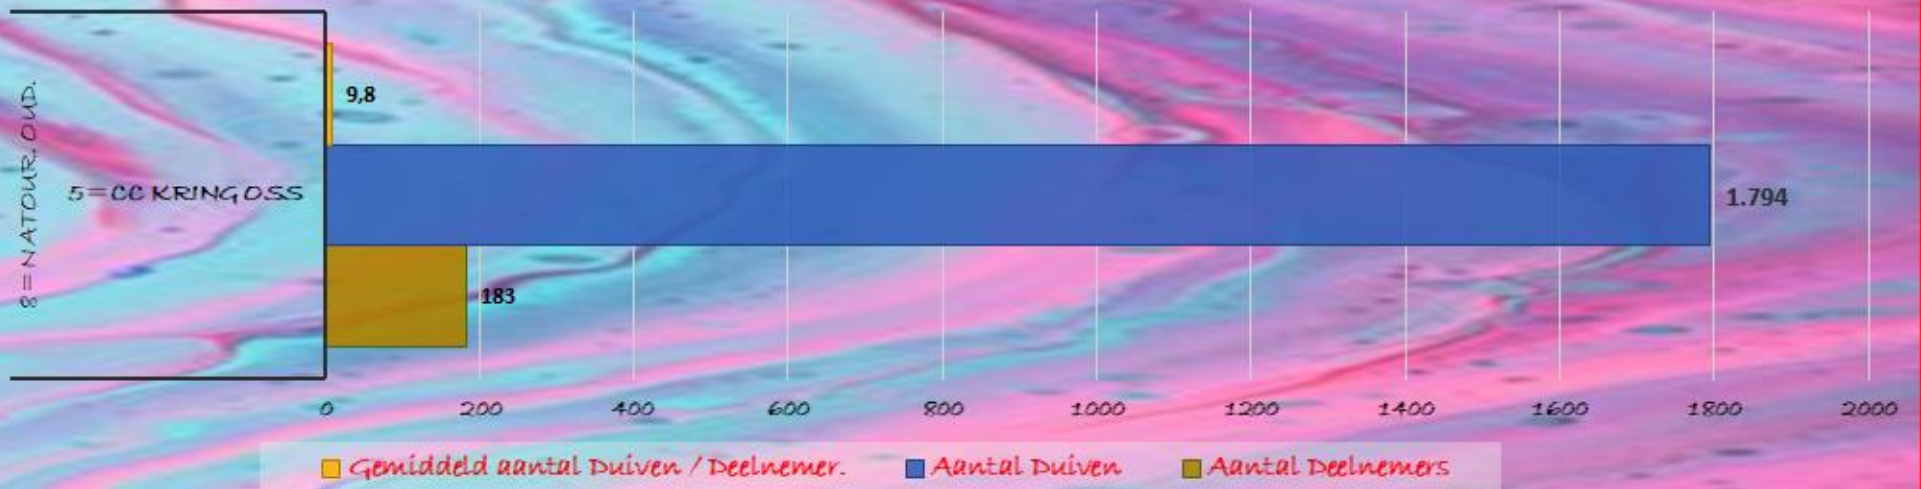 8 = NATOUR. OUD.
9,8
5 = CC KRING OSS
1.794
183
0 200 400 600 800 1000 1200 1400 1600 1800 2000
Gemiddeld aantal Duiven / Deelnemer. Aantal Duiven Aantal Deelnemers